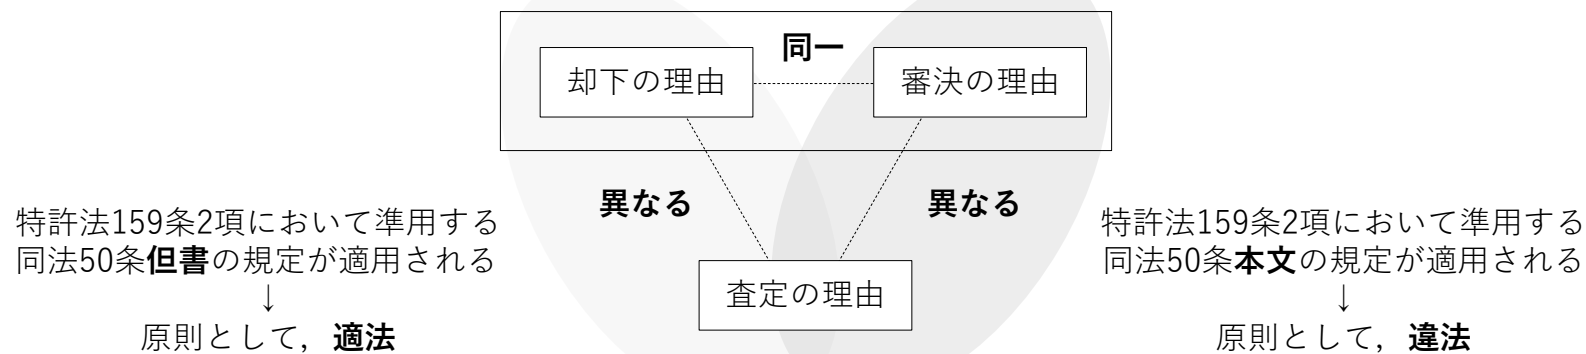 同一
却下の理由
審決の理由
異なる
異なる
特許法159条2項において準用する
同法50条但書の規定が適用される
↓
原則として，適法
査定の理由
特許法159条2項において準用する
同法50条本文の規定が適用される
↓
原則として，違法